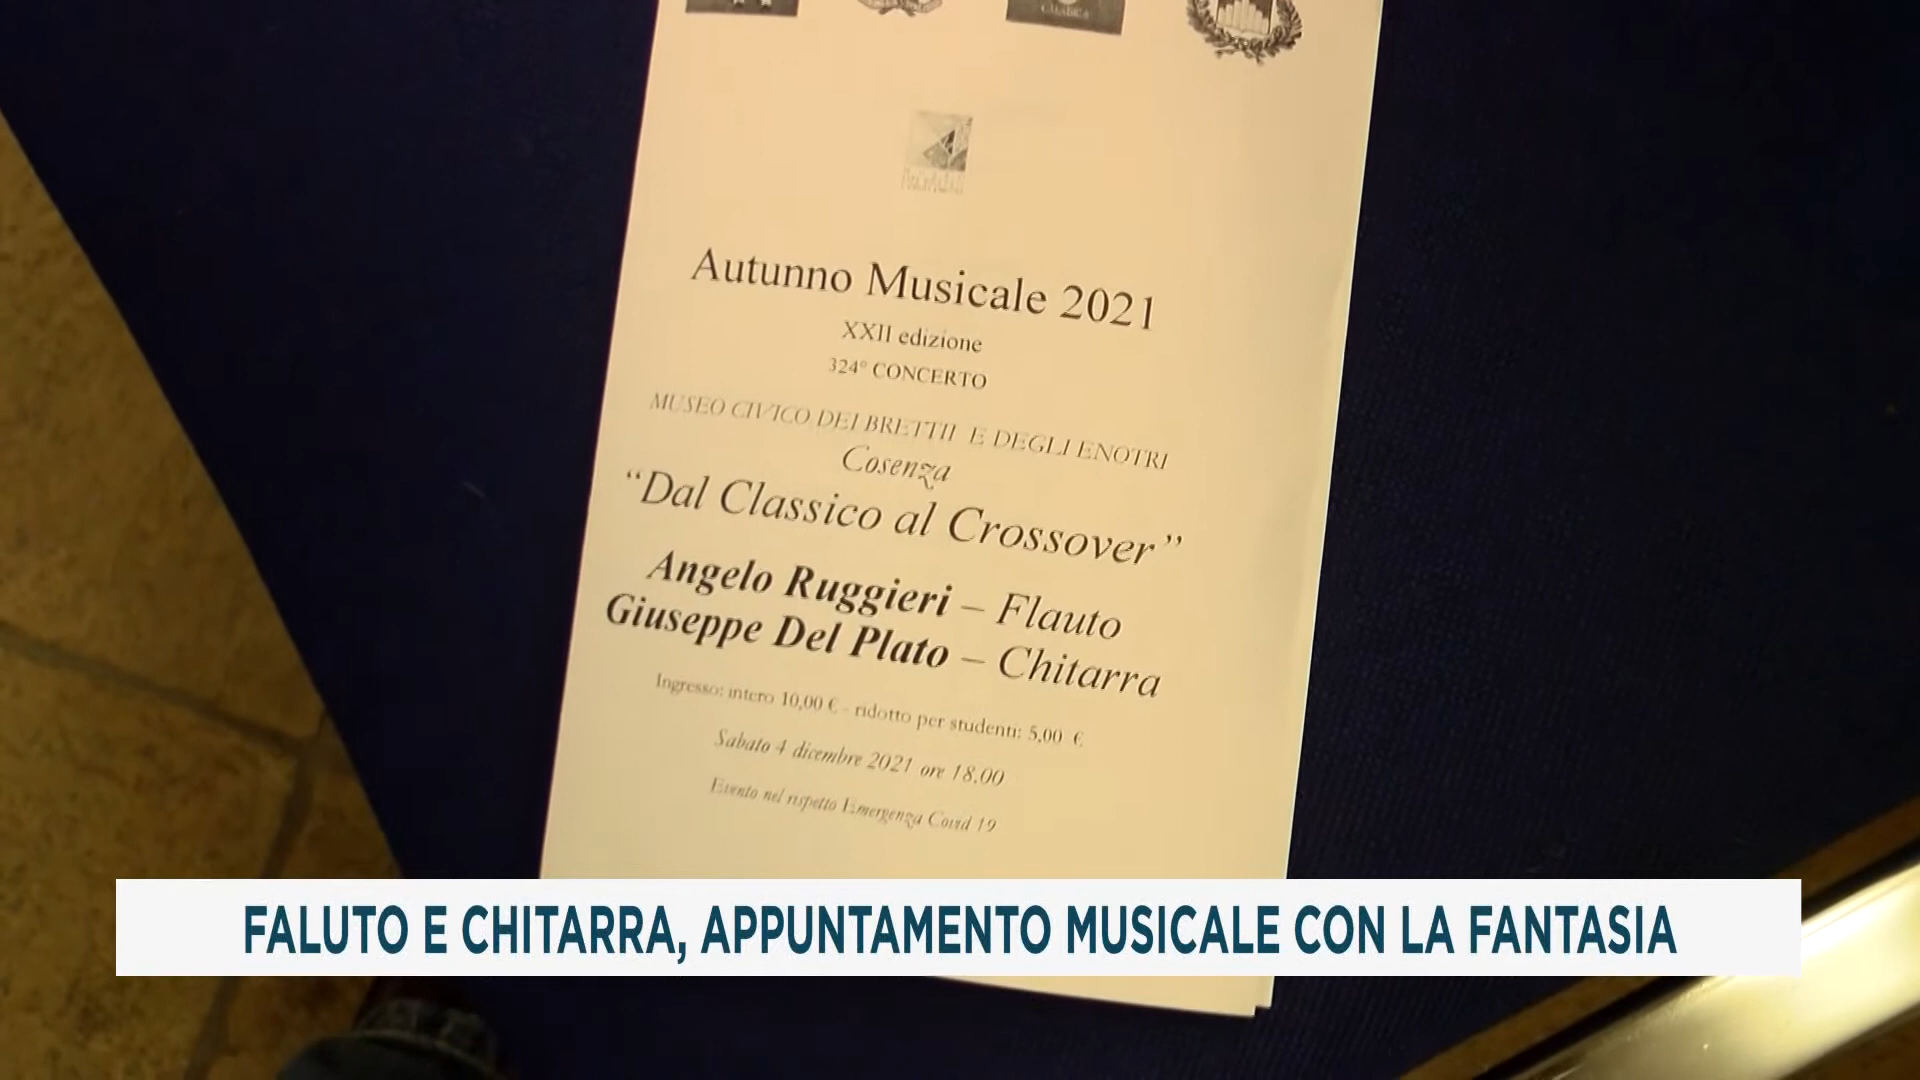 CALABRIA
Autunno Musicale 2021
XXII edizione
324° CONCERTO
MUSEO CIVICO DEI BRETTII E DEGLI ENOTRI
Cosenza
“Dal Classico al Crossover”
Angelo Ruggieri – Flauto
Giuseppe Del Plato – Chitarra
Ingresso: intero 10,00 € - ridotto per studenti: 5,00 €
Sabato 4 dicembre 2021 ore 18.00
Evento nel rispetto Emergenza Covid 19
FALUTO E CHITARRA, APPUNTAMENTO MUSICALE CON LA FANTASIA